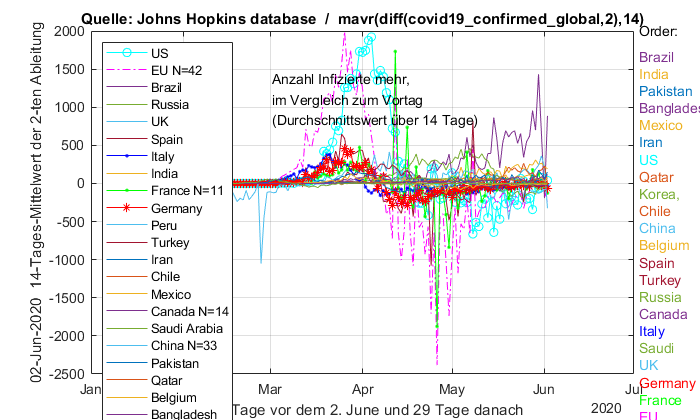 Quelle: Johns Hopkins database / mavr(diff(covid19_confirmed_global,2),14)
02-Jun-2020 14-Tages-Mittelwert der 2-ten Ableitung
2000
1500
1000
500
0
-500
-1000
-1500
-2000
-2500
US
EU N=42
Brazil
Russia
UK
Spain
Italy
India
France N=11
Germany
Peru
Turkey
Iran
Chile
Mexico
Canada N=14
Saudi Arabia
China N=33
Pakistan
Qatar
Belgium
Bangladesh
Anzahl Infizierte mehr,
im Vergleich zum Vortag
(Durchschnittswert über 14 Tage)
Jan
Mar
Apr
May
Jun
Jul
Tage vor dem 2. June und 29 Tage danach
2020
Order:
Brazil
India
Pakistan
Banglades
Mexico
Iran
US
Qatar
Korea,
Chile
China
Belgium
Spain
Turkey
Russia
Canada
Italy
Saudi
UK
Germany
France
EU